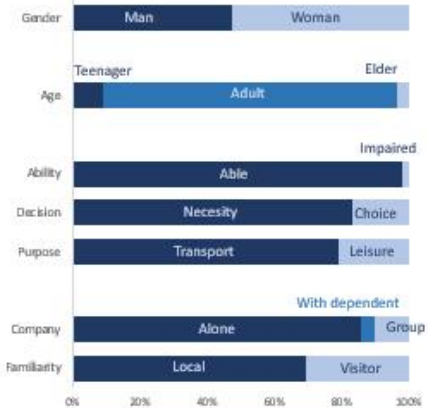 Gender Man Woman
Teenager Elder
Age Adult
Impaired
Ability Able
Decision Necesity Choice
Purpose Transport Leisure
With dependent
Company Alone Group
Familiarity Local Visitor
0% 20% 40% 60% 80% 100%